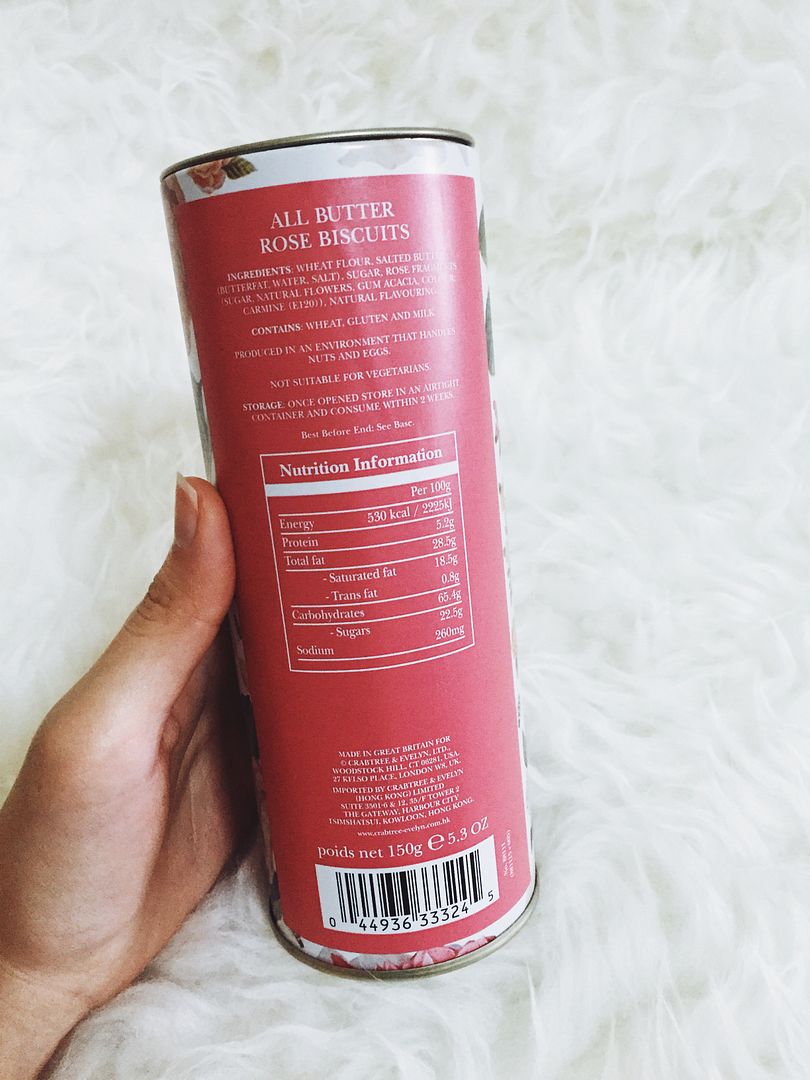 ALL BUTTER
ROSE BISCUITS
INGREDIENTS: WHEAT FLOUR, SALTED
(BUTTERFAT, WATER, SALT), SUGAR, ROSE FRAGMENTS
(SUGAR, NATURAL FLOWERS, GUM ACACIA, COLOUR:
CARMINE (E120)), NATURAL FLAVOURING.
CONTAINS: WHEAT, GLUTEN AND MILK
PRODUCED IN AN ENVIRONMENT THAT HANDLES
NUTS AND EGGS.
NOT SUITABLE FOR VEGETARIANS
STORAGE: ONCE OPENED STORE IN AN AIRTIGHT
CONTAINER AND CONSUME WITHIN 2 WEEKS.
Best Before End: See Base.
Nutrition Information
Per 100g
Energy 530 kcal / 2225kJ
Protein 5.2g
Total fat 28.5g
- Saturated fat 18.5g
- Trans fat 0.8g
Carbohydrates 65.4g
- Sugars 22.5g
Sodium 260mg
MADE IN GREAT BRITAIN FOR
© CRABTREE & EVELYN, LTD.,
WOODSTOCK HILL, CT 06281, USA.
27 KELSO PLACE, LONDON W8, UK.
IMPORTED BY CRABTREE & EVELYN
(HONG KONG) LIMITED
SUITE 3501-6 & 12, 35/F TOWER 2
THE GATEWAY, HARBOUR CITY
TSIMSHATSUI, KOWLOON, HONG KONG.
www.crabtree-evelyn.com.hk
poids net 150g ℮ 5.3 OZ
0 44936 33324 5